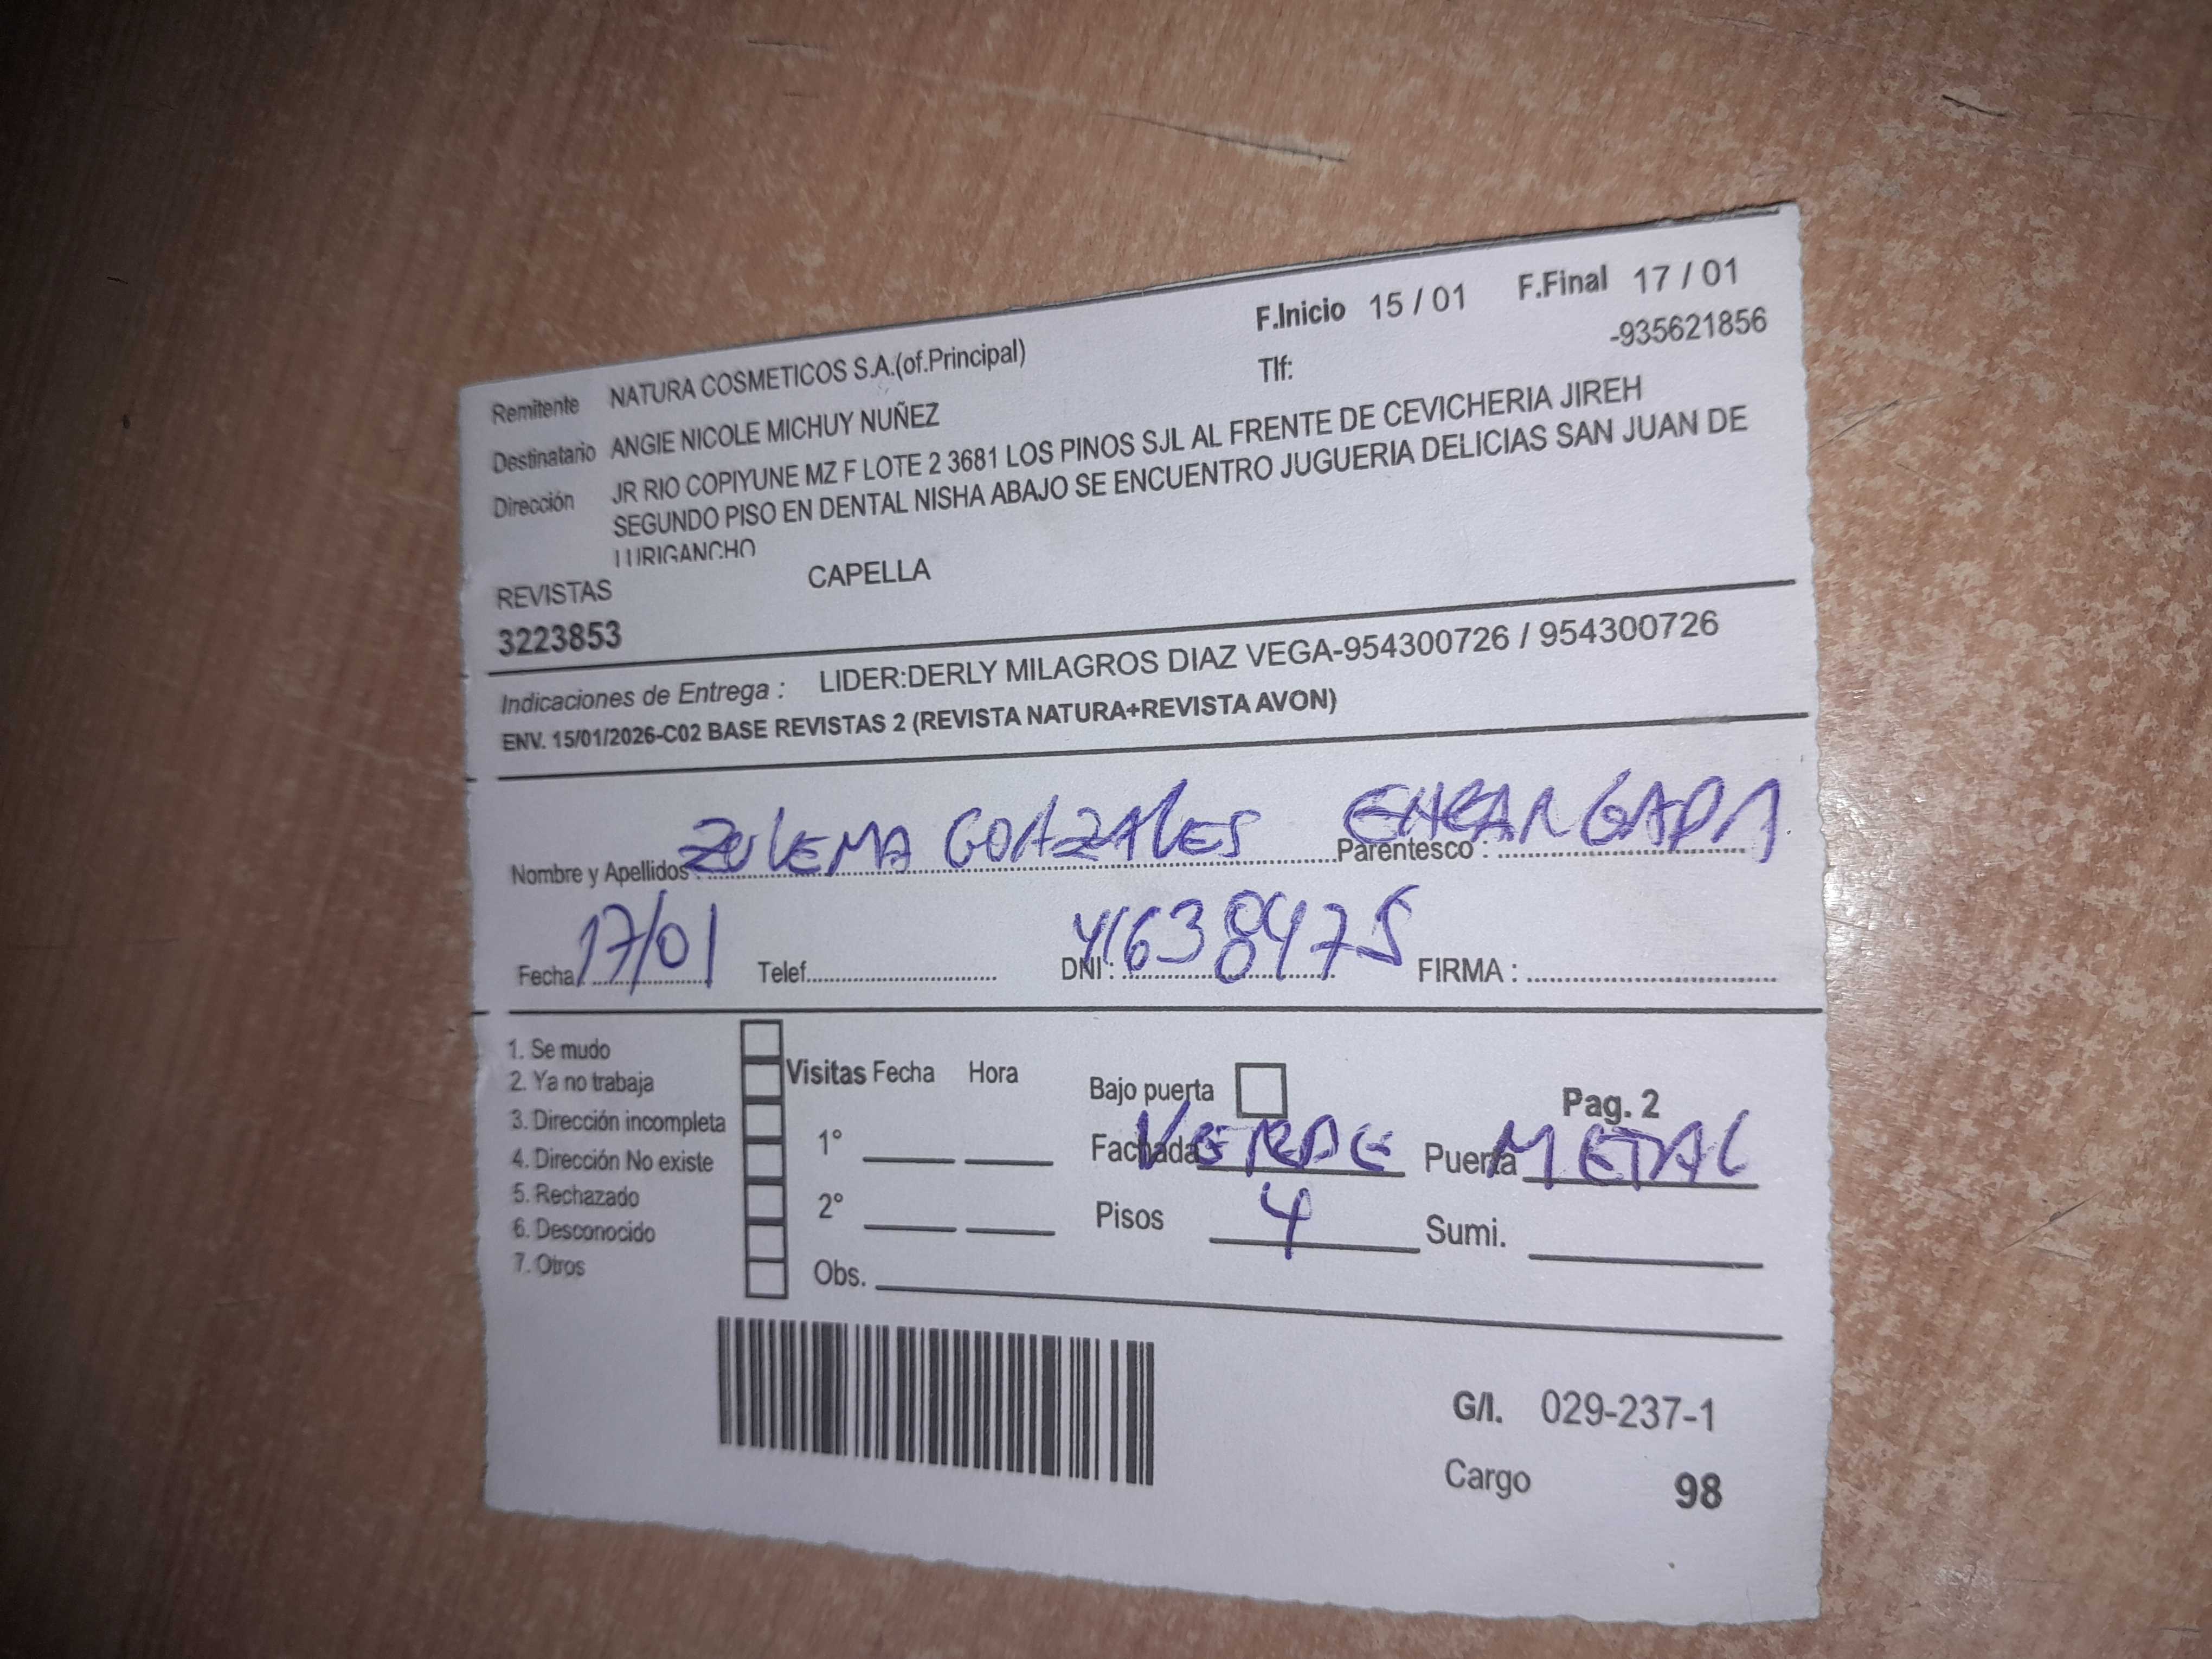 F.Inicio 15 / 01 F.Final 17 / 01
Remitente NATURA COSMETICOS S.A.(of.Principal)
Tlf: -935621856
Destinatario ANGIE NICOLE MICHUY NUÑEZ
Dirección JR RIO COPIYUNE MZ F LOTE 2 3681 LOS PINOS SJL AL FRENTE DE CEVICHERIA JIREH
SEGUNDO PISO EN DENTAL NISHA ABAJO SE ENCUENTRO JUGUERIA DELICIAS SAN JUAN DE
LURIGANCHO
REVISTAS CAPELLA
3223853
Indicaciones de Entrega : LIDER:DERLY MILAGROS DIAZ VEGA-954300726 / 954300726
ENV. 15/01/2026-C02 BASE REVISTAS 2 (REVISTA NATURA+REVISTA AVON)
Nombre y Apellidos : ZULEMA GONZALES Parentesco : ENCARGADA
Fecha 17/01 Telef. DNI : 41638475 FIRMA :
1. Se mudo
2. Ya no trabaja
3. Dirección incompleta
4. Dirección No existe
5. Rechazado
6. Desconocido
7. Otros
Visitas Fecha Hora
1°
2°
Obs.
Bajo puerta
Pag. 2
Fachada VERDE Puerta METAL
Pisos 4 Sumi.
G/I. 029-237-1
Cargo 98